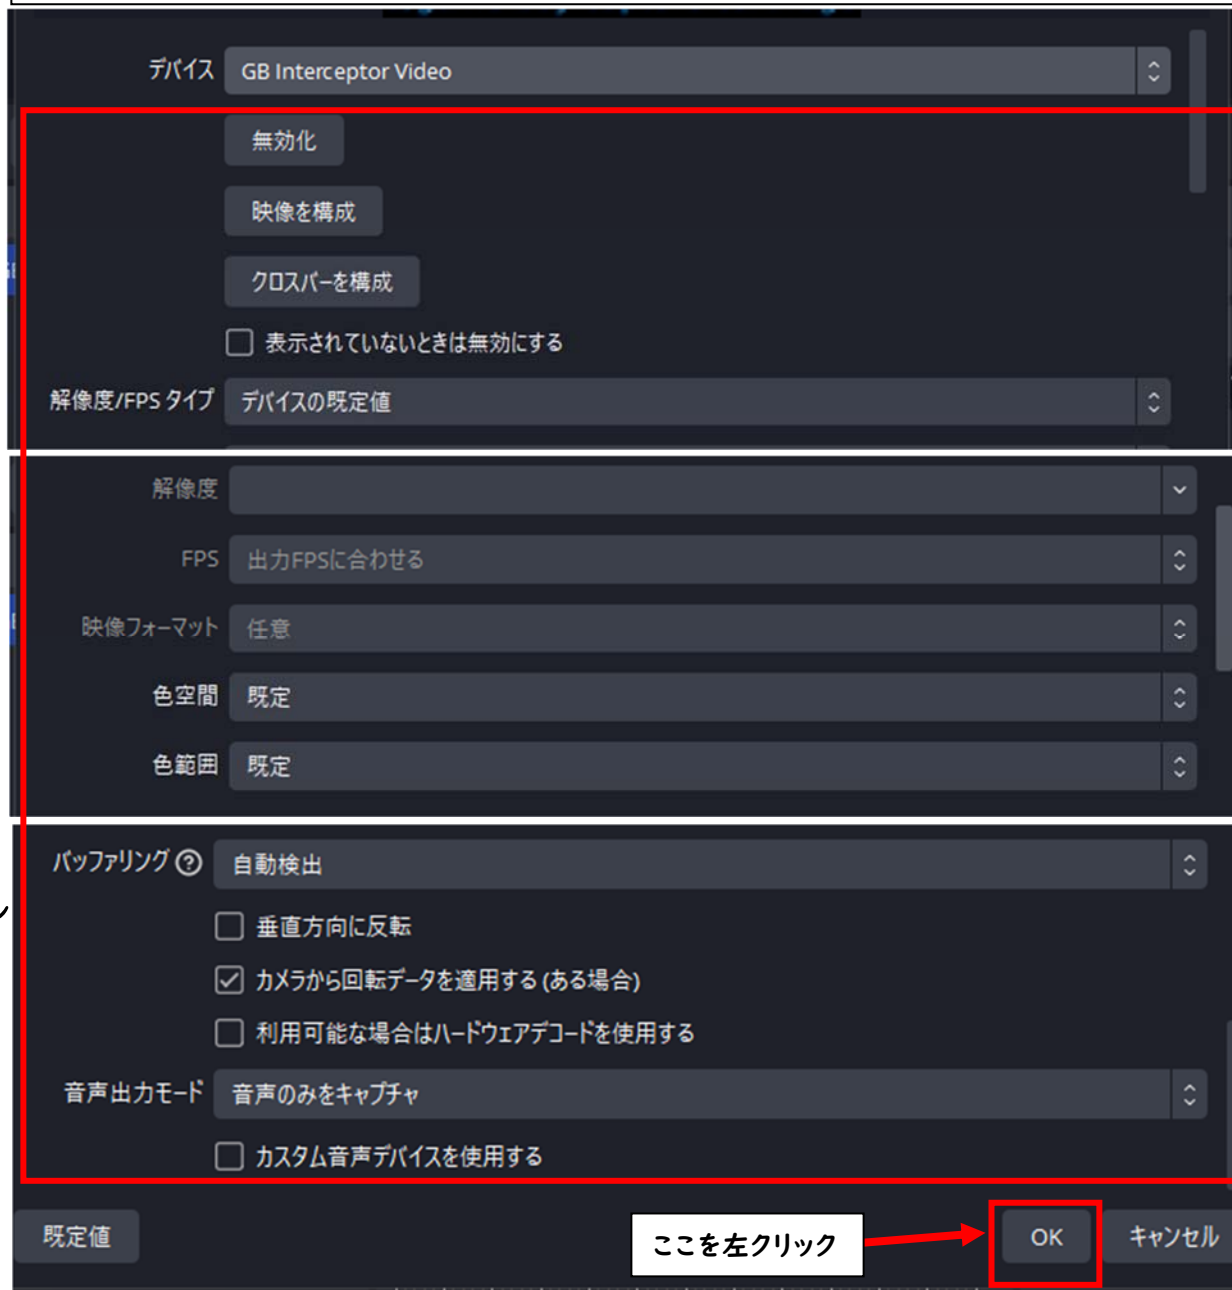 デバイス GB Interceptor Video
無効化
映像を構成
クロスバーを構成
表示されていないときは無効にする
解像度/FPS タイプ デバイスの既定値
解像度
FPS 出力FPSに合わせる
映像フォーマット 任意
色空間 既定
色範囲 既定
バッファリング 自動検出
垂直方向に反転
カメラから回転データを適用する (ある場合)
利用可能な場合はハードウェアデコードを使用する
音声出力モード 音声のみをキャプチャ
カスタム音声デバイスを使用する
既定値 ここを左クリック OK キャンセル